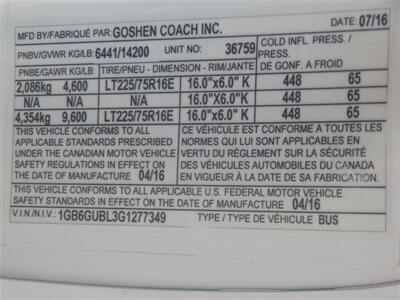 MFD BY/FABRIQUÉ PAR: GOSHEN COACH INC. DATE: 07/16
PNBV/GVWR KG/LB: 6441/14200 UNIT NO: 36759 COLD INFL. PRESS./
PRESS.
PNBE/GAWR KG/LB: TIRE/PNEU - DIMENSION - RIM/JANTE DE GONF. A FROID
2,086kg 4,600 LT225/75R16E 16.0"x6.0" K 448 65
N/A N/A N/A 16.0"X6.0" K 448 65
4,354kg 9,600 LT225/75R16E 16.0"x6.0" K 448 65
THIS VEHICLE CONFORMS TO ALL
APPLICABLE STANDARDS PRESCRIBED
UNDER THE CANADIAN MOTOR VEHICLE
SAFETY REGULATIONS IN EFFECT ON
THE DATE OF MANUFACTURE 04/16
CE VÉHICULE EST CONFORME A TOUTES LES
NORMES QUI LUI SONT APPLICABLES EN
VERTU DU RÈGLEMENT SUR LA SÉCURITÉ
DES VÉHICULES AUTOMOBILES DU CANADA
EN VIGUEUR A LA DATE DE SA FABRICATION.
THIS VEHICLE CONFORMS TO ALL APPLICABLE U.S. FEDERAL MOTOR VEHICLE
SAFETY STANDARDS IN EFFECT ON THE DATE OF MANUFACTURE 04/16
V.I.N./N.I.V.: 1GB6GUBL3G1277349 TYPE / TYPE DE VÉHICULE BUS